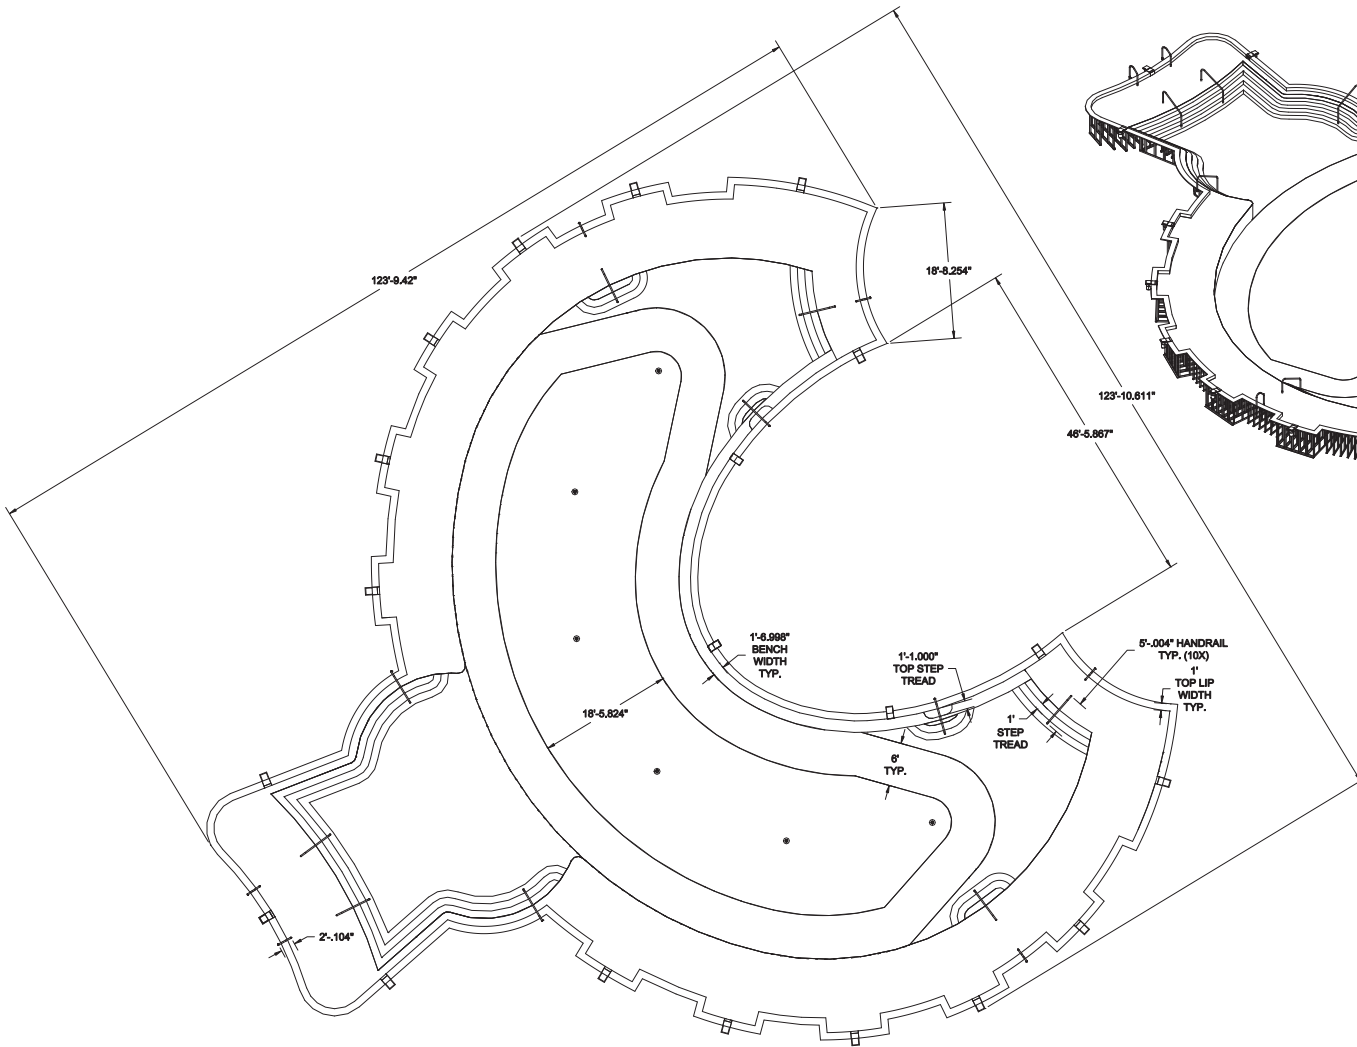 123'-9.42"
18'-8.254"
123'-10.611"
46'-5.867"
1'-6.998"
BENCH
WIDTH
TYP.
1'-1.000"
TOP STEP
TREAD
5'-.004" HANDRAIL
TYP. (10X)
1'
TOP LIP
WIDTH
TYP.
18'-5.824"
1'
STEP
TREAD
6'
TYP.
2'-.104"